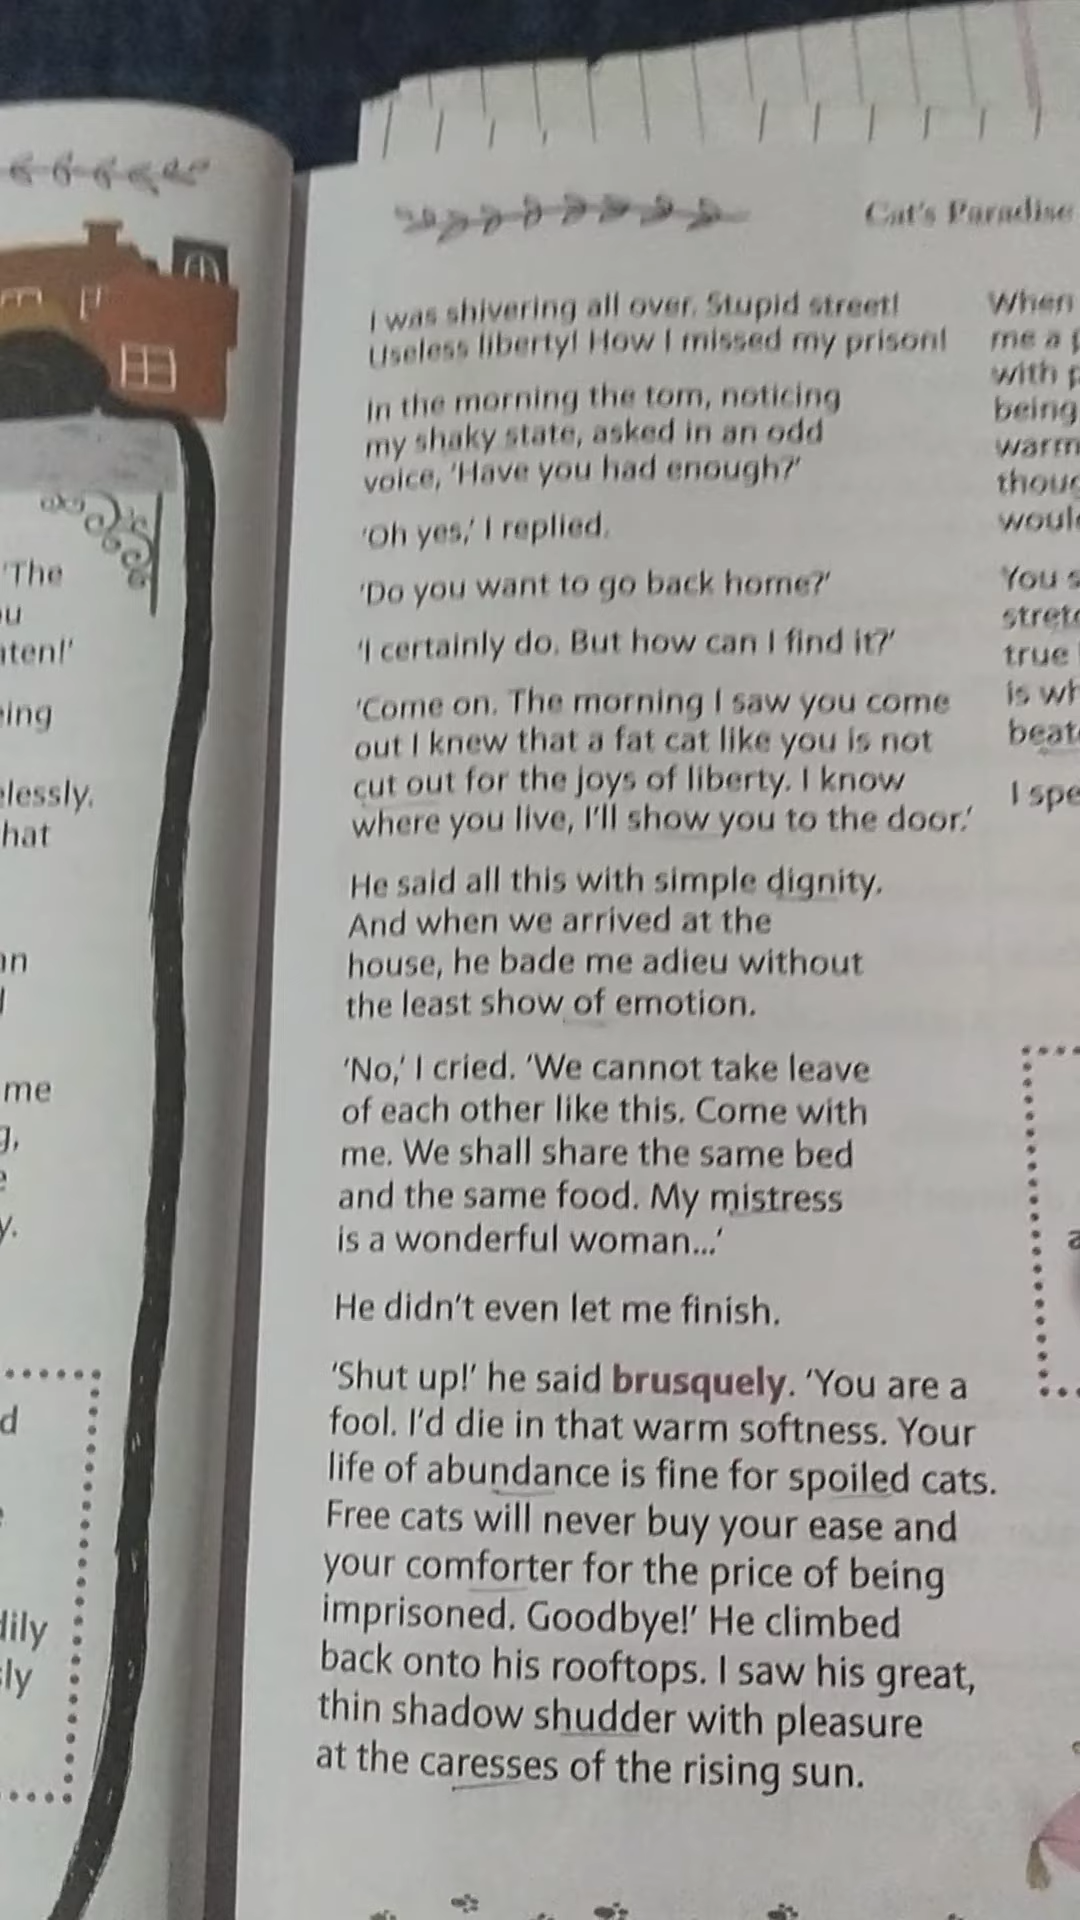 'The
aten!'
elessly.
hat
me
Cat's Paradise
I was shivering all over. Stupid street!
Useless liberty! How I missed my prison!
In the morning the tom, noticing
my shaky state, asked in an odd
voice, 'Have you had enough?'
'Oh yes,' I replied.
'Do you want to go back home?'
'I certainly do. But how can I find it?'
'Come on. The morning I saw you come
out I knew that a fat cat like you is not
cut out for the joys of liberty. I know
where you live, I'll show you to the door.'
He said all this with simple dignity.
And when we arrived at the
house, he bade me adieu without
the least show of emotion.
'No,' I cried. 'We cannot take leave
of each other like this. Come with
me. We shall share the same bed
and the same food. My mistress
is a wonderful woman...'
He didn't even let me finish.
'Shut up!' he said brusquely. 'You are a
fool. I'd die in that warm softness. Your
life of abundance is fine for spoiled cats.
Free cats will never buy your ease and
your comforter for the price of being
imprisoned. Goodbye!' He climbed
back onto his rooftops. I saw his great,
thin shadow shudder with pleasure
at the caresses of the rising sun.
When
me a
with
being
warm
You
true
is
I